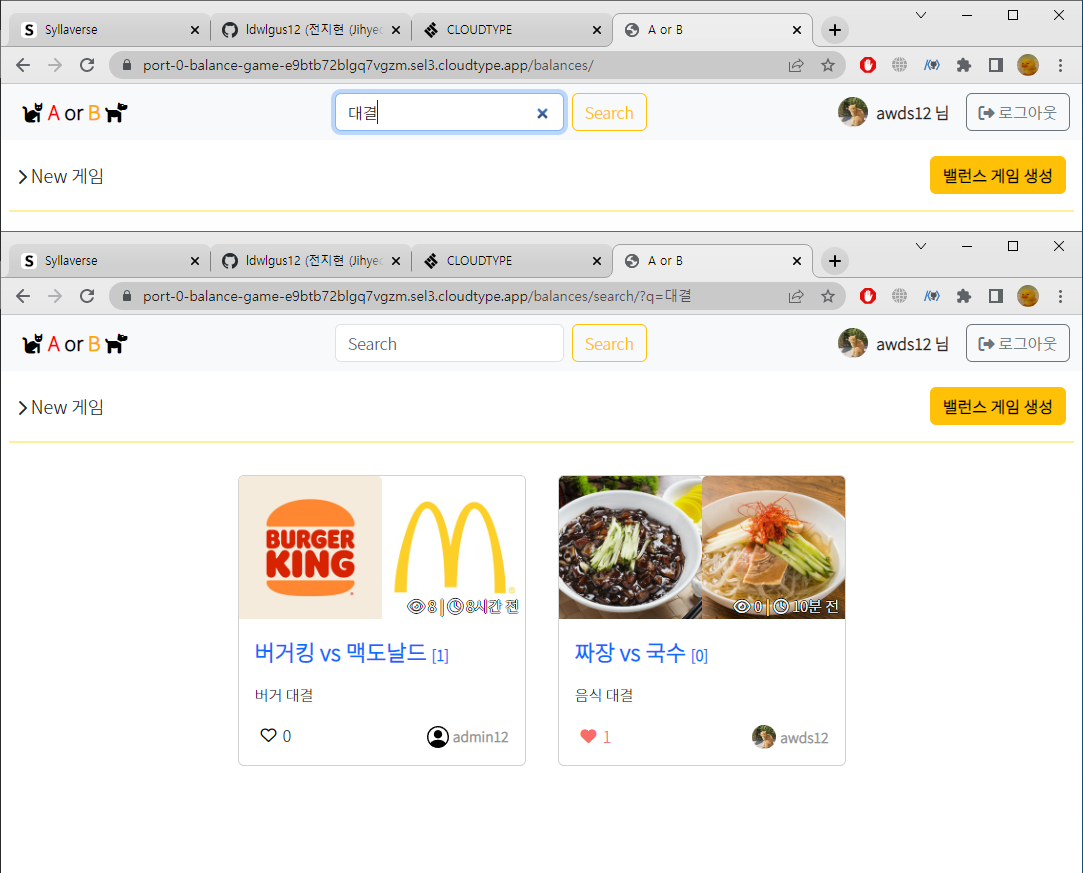 Syllaverse
ldwlgus12 (전지현 (Jihyeo
CLOUDTYPE
A or B
port-0-balance-game-e9btb72blgq7vgzm.sel3.cloudtype.app/balances/
A or B
대결
Search
awds12 님
로그아웃
New 게임
밸런스 게임 생성
Syllaverse
ldwlgus12 (전지현 (Jihyeo
CLOUDTYPE
A or B
port-0-balance-game-e9btb72blgq7vgzm.sel3.cloudtype.app/balances/search/?q=대결
A or B
Search
Search
awds12 님
로그아웃
New 게임
밸런스 게임 생성
BURGER
KING
8 | 8시간 전
0 | 10분 전
버거킹 vs 맥도날드 [1]
짜장 vs 국수 [0]
버거 대결
음식 대결
0
admin12
1
awds12